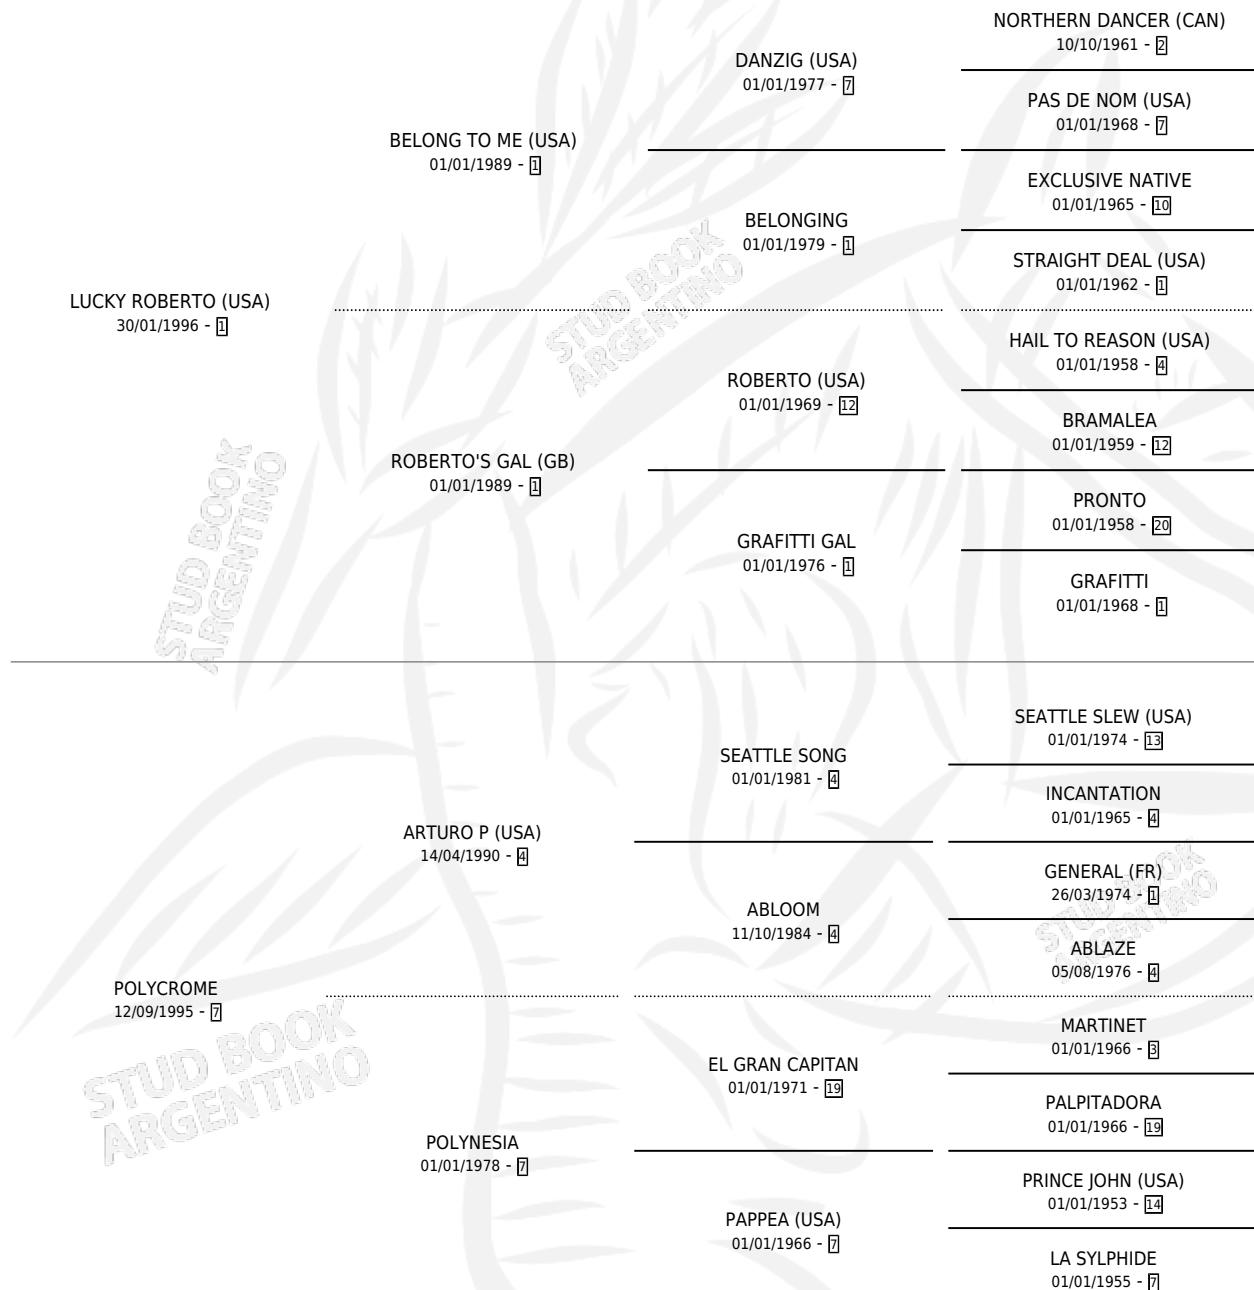 NORTHERN DANCER (CAN)
10/10/1961 - 2
DANZIG (USA)
01/01/1977 - 7
PAS DE NOM (USA)
01/01/1968 - 7
BELONG TO ME (USA)
01/01/1989 - 1
EXCLUSIVE NATIVE
01/01/1965 - 10
BELONGING
01/01/1979 - 1
STRAIGHT DEAL (USA)
01/01/1962 - 1
LUCKY ROBERTO (USA)
30/01/1996 - 1
STUD BOOK
ARGENTINO
HAIL TO REASON (USA)
01/01/1958 - 4
ROBERTO (USA)
01/01/1969 - 12
BRAMALEA
01/01/1959 - 12
ROBERTO'S GAL (GB)
01/01/1989 - 1
PRONTO
01/01/1958 - 20
GRAFITTI GAL
01/01/1976 - 1
GRAFITTI
01/01/1968 - 1
STUD BOOK
ARGENTINO
SEATTLE SLEW (USA)
01/01/1974 - 13
SEATTLE SONG
01/01/1981 - 4
INCANTATION
01/01/1965 - 4
ARTURO P (USA)
14/04/1990 - 4
GENERAL (FR)
26/03/1974 - 1
STUD BOOK
ARGENTINO
ABLOOM
11/10/1984 - 4
ABLAZE
05/08/1976 - 4
POLYCROME
12/09/1995 - 7
STUD BOOK
ARGENTINO
MARTINET
01/01/1966 - 3
EL GRAN CAPITAN
01/01/1971 - 19
PALPITADORA
01/01/1966 - 19
POLYNESIA
01/01/1978 - 7
PRINCE JOHN (USA)
01/01/1953 - 14
PAPPEA (USA)
01/01/1966 - 7
LA SYLPHIDE
01/01/1955 - 7